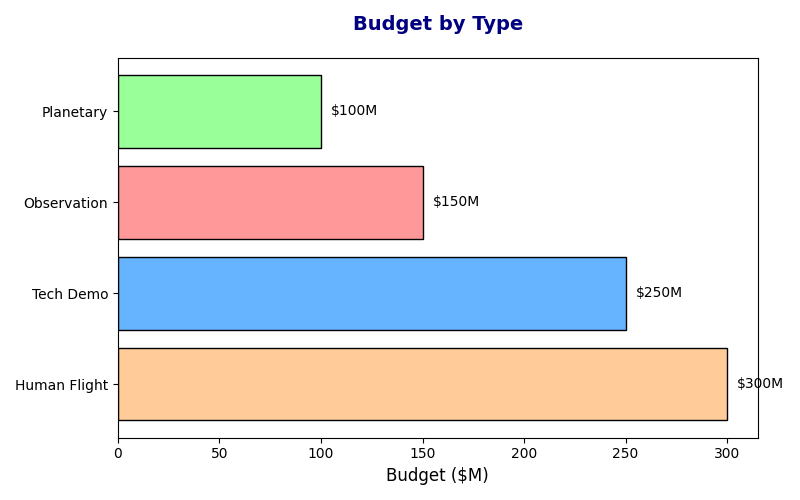 Budget by Type
Planetary
$100M
Observation
$150M
Tech Demo
$250M
Human Flight
$300M
0 50 100 150 200 250 300
Budget ($M)